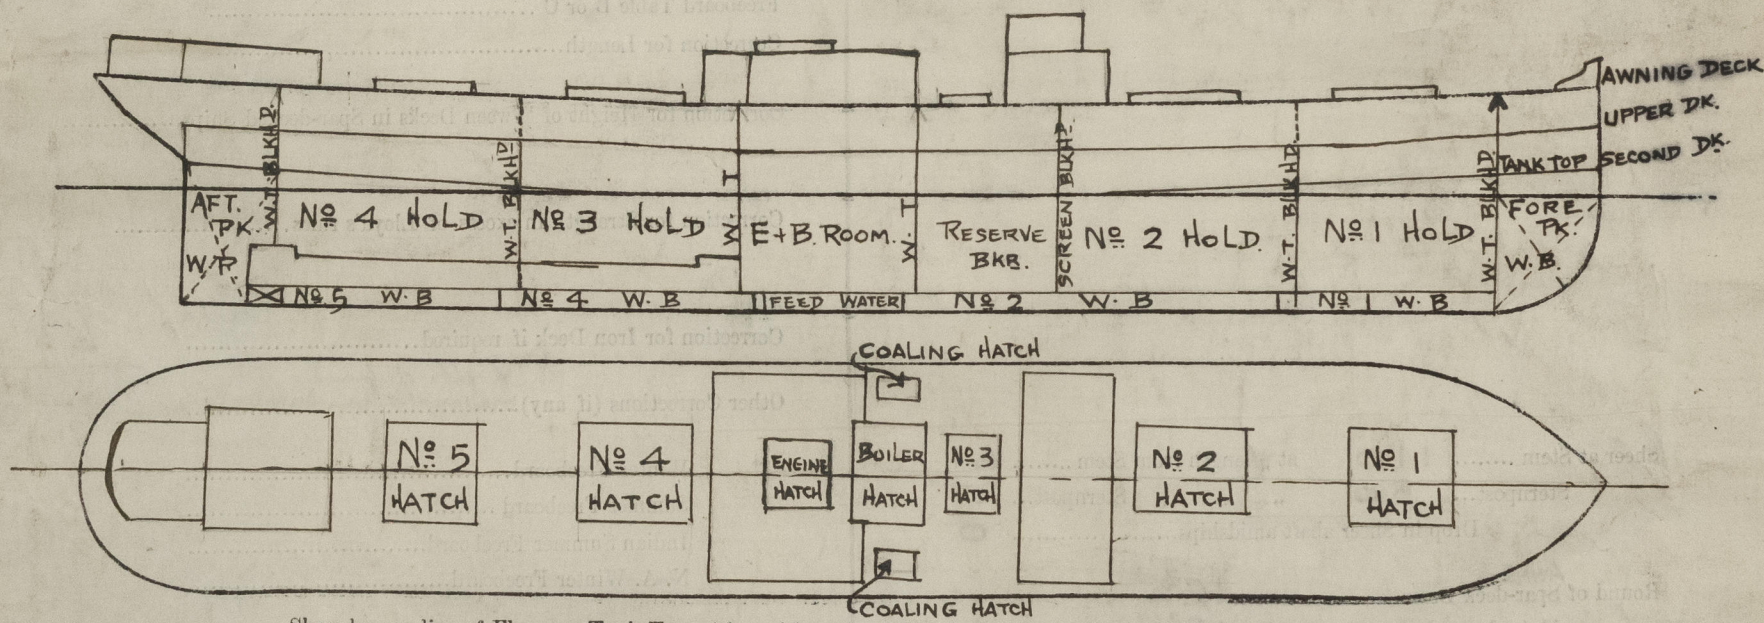 AWNING DECK
UPPER DK.
SECOND DK.
TANK TOP
W.T. BLKHD.
W.T. BLKHD
W.T
W.T
SCREEN BLKHD
W.T. BLKHD.
W.T. BLKHD
AFT.
PK.
W.B
No 4 HOLD
No 3 HOLD
E+B. ROOM.
RESERVE
BKR.
No 2 HOLD.
No 1 HOLD
FORE
PK.
W.B.
No 5 W.B
No 4 W.B
FEED WATER
No 2 W.B
No 1 W.B
COALING HATCH
No 5
HATCH
No 4
HATCH
ENGINE
HATCH
BOILER
HATCH
No 3
HATCH
No 2
HATCH
No 1
HATCH
COALING HATCH